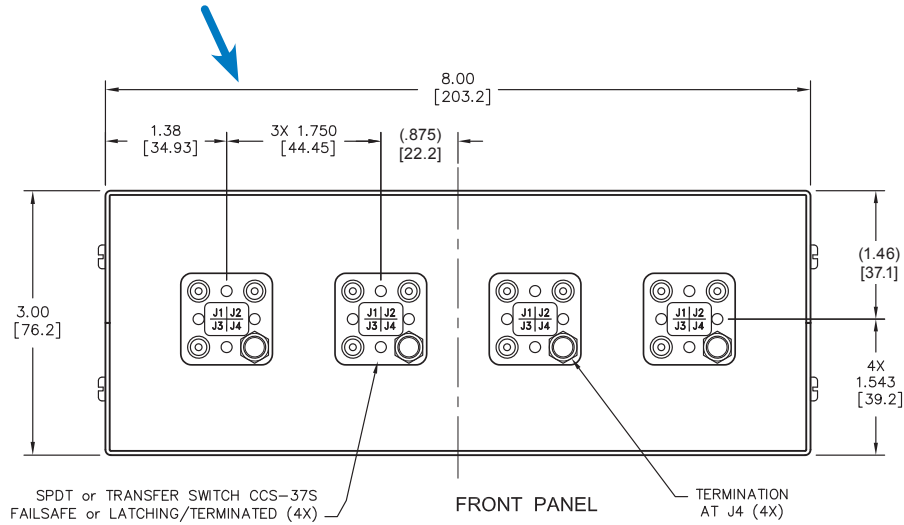 8.00
[203.2]
1.38
[34.93]
3X 1.750
[44.45]
(.875)
[22.2]
3.00
[76.2]
(1.46)
[37.1]
4X
1.543
[39.2]
J1 J2
J3 J4
J1 J2
J3 J4
J1 J2
J3 J4
J1 J2
J3 J4
SPDT or TRANSFER SWITCH CCS-37S
FAILSAFE or LATCHING/TERMINATED (4X)
FRONT PANEL
TERMINATION
AT J4 (4X)